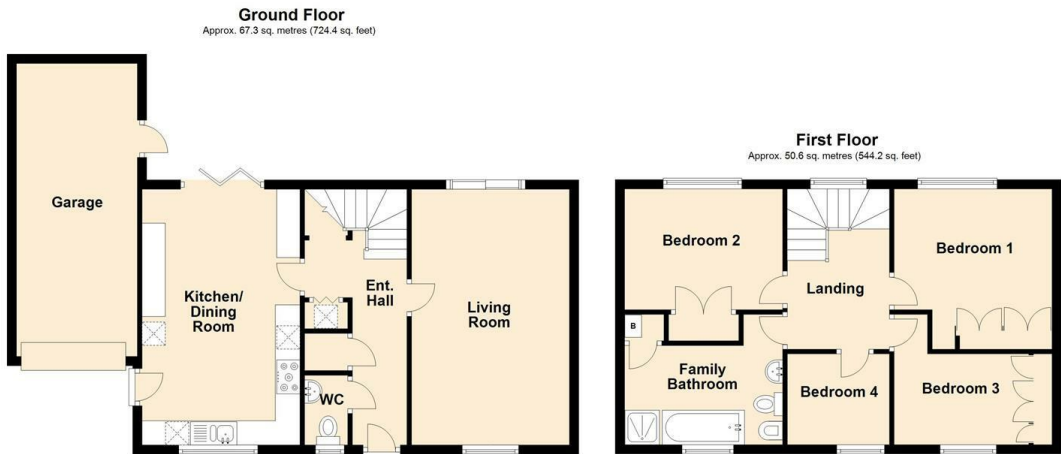 Ground Floor
Approx. 67.3 sq. metres (724.4 sq. feet)
Garage
Kitchen/
Dining
Room
Ent.
Hall
Living
Room
WC
First Floor
Approx. 50.6 sq. metres (544.2 sq. feet)
Bedroom 2
Bedroom 1
Landing
B
Family
Bathroom
Bedroom 4
Bedroom 3